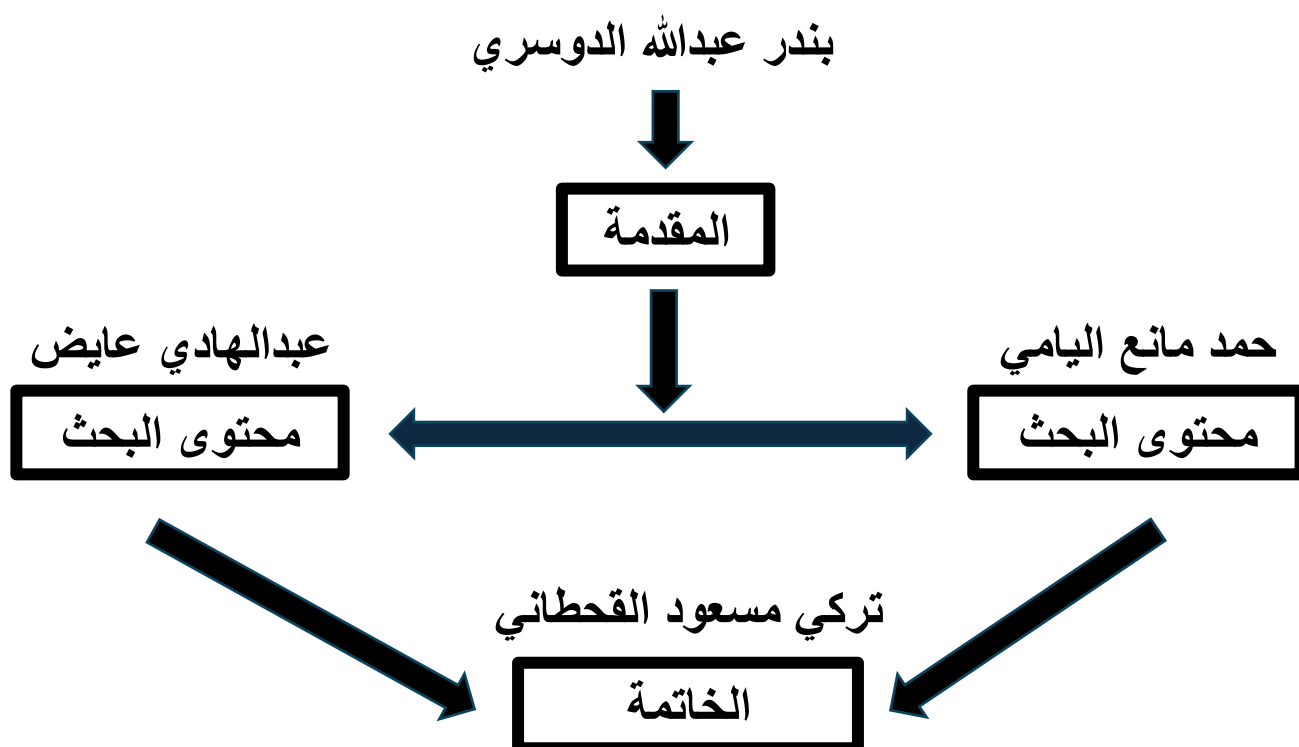 بندر عبدالله الدوسري
المقدمة
حمد مانع اليامي
محتوى البحث
عبدالهادي عايض
محتوى البحث
تركي مسعود القحطاني
الخاتمة